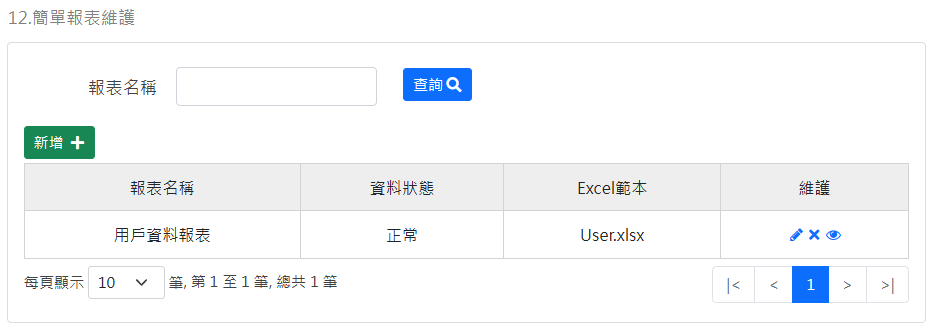 12.簡單報表維護
報表名稱 查詢
新增
報表名稱 資料狀態 Excel範本 維護
用戶資料報表 正常 User.xlsx
每頁顯示 10 筆, 第 1 至 1 筆, 總共 1 筆 |< < 1 > >|